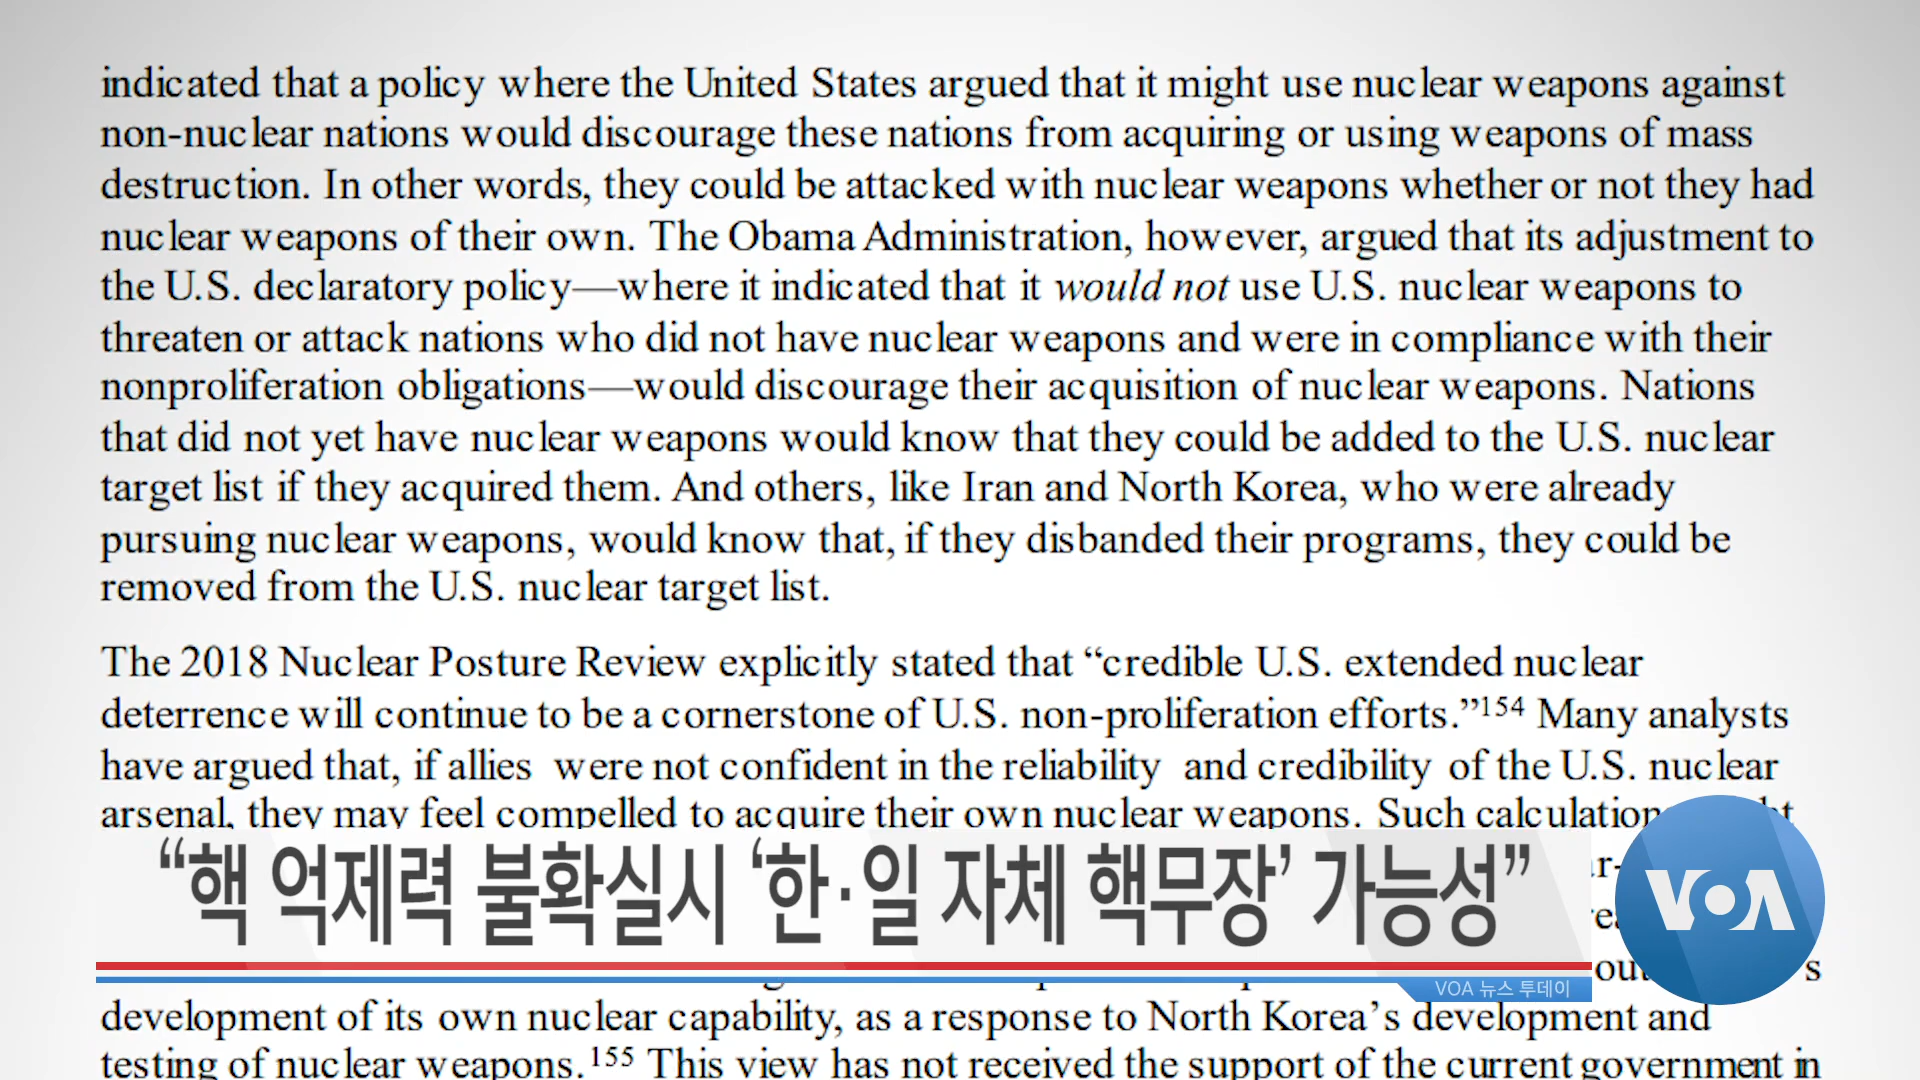 indicated that a policy where the United States argued that it might use nuclear weapons against
non-nuclear nations would discourage these nations from acquiring or using weapons of mass
destruction. In other words, they could be attacked with nuclear weapons whether or not they had
nuclear weapons of their own. The Obama Administration, however, argued that its adjustment to
the U.S. declaratory policy—where it indicated that it would not use U.S. nuclear weapons to
threaten or attack nations who did not have nuclear weapons and were in compliance with their
nonproliferation obligations—would discourage their acquisition of nuclear weapons. Nations
that did not yet have nuclear weapons would know that they could be added to the U.S. nuclear
target list if they acquired them. And others, like Iran and North Korea, who were already
pursuing nuclear weapons, would know that, if they disbanded their programs, they could be
removed from the U.S. nuclear target list.
The 2018 Nuclear Posture Review explicitly stated that “credible U.S. extended nuclear
deterrence will continue to be a cornerstone of U.S. non-proliferation efforts.”154 Many analysts
have argued that, if allies were not confident in the reliability and credibility of the U.S. nuclear
arsenal, they may feel compelled to acquire their own nuclear weapons. Such
“핵 억제력 불확실시 ‘한·일 자체 핵무장’ 가능성”
VOA
VOA 뉴스 투데이
development of its own nuclear capability, as a response to North Korea’s development and
testing of nuclear weapons.155 This view has not received the support of the current government in